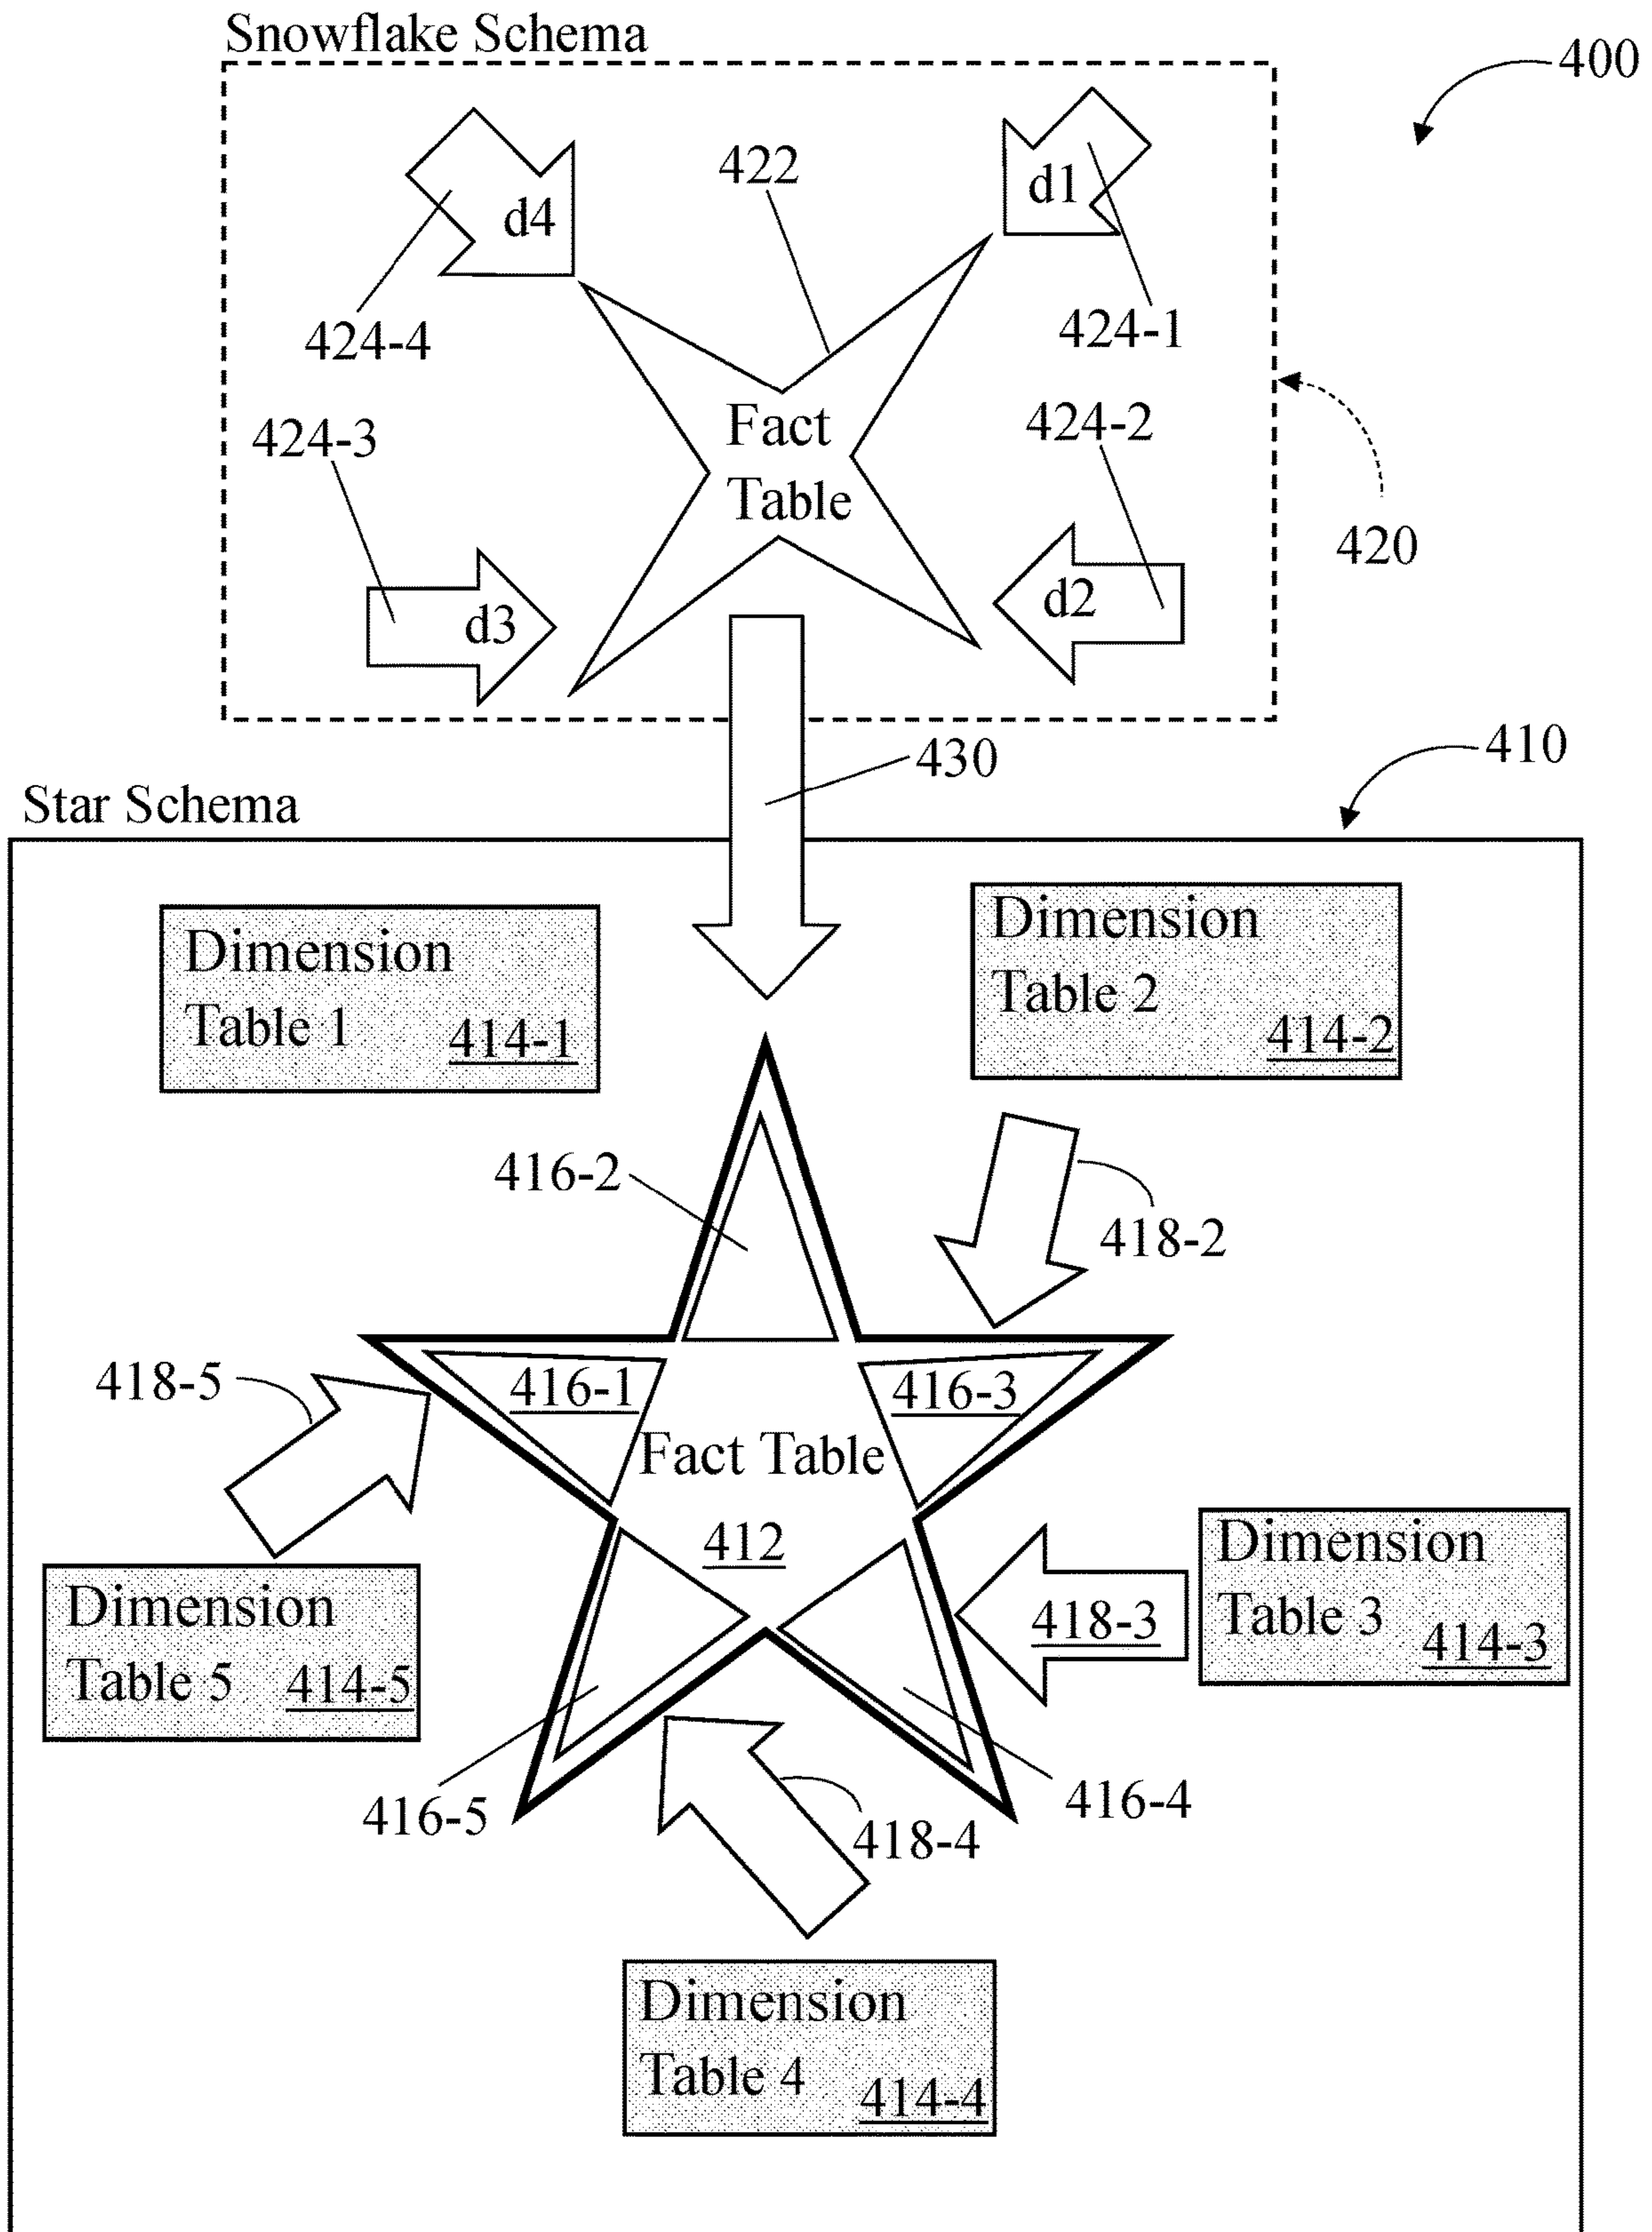 Snowflake Schema
400
d4
422
d1
424-4
424-1
Fact
Table
424-3
424-2
d3
d2
420
430
410
Star Schema
Dimension
Table 1
414-1
Dimension
Table 2
414-2
416-2
418-2
418-5
416-1
416-3
Fact Table
412
Dimension
Table 3
414-3
418-3
Dimension
Table 5
414-5
416-5
416-4
418-4
Dimension
Table 4
414-4